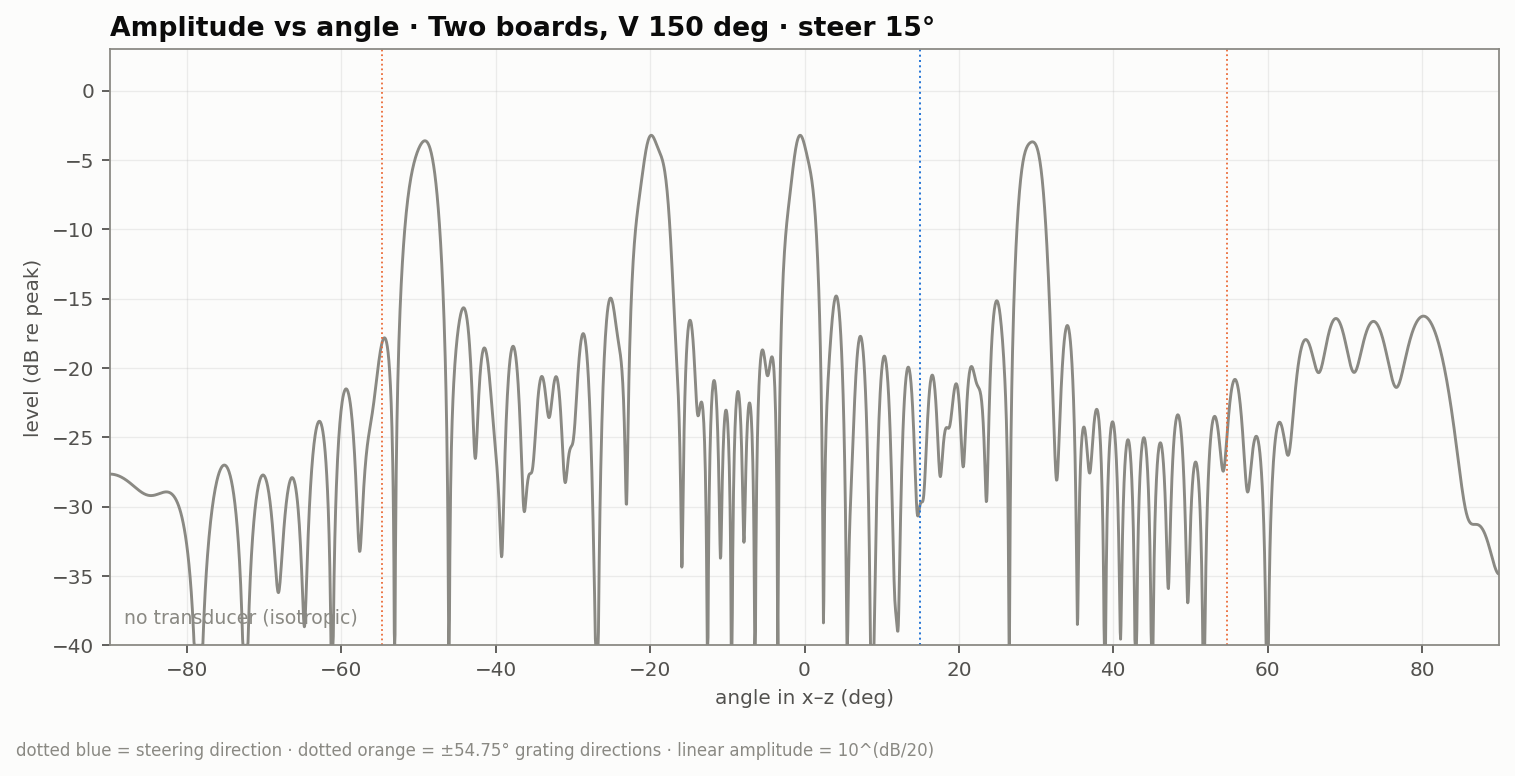 Amplitude vs angle · Two boards, V 150 deg · steer 15°
level (dB re peak)
0
−5
−10
−15
−20
−25
−30
−35
−40
no transducer (isotropic)
−80 −60 −40 −20 0 20 40 60 80
angle in x–z (deg)
dotted blue = steering direction · dotted orange = ±54.75° grating directions · linear amplitude = 10^(dB/20)